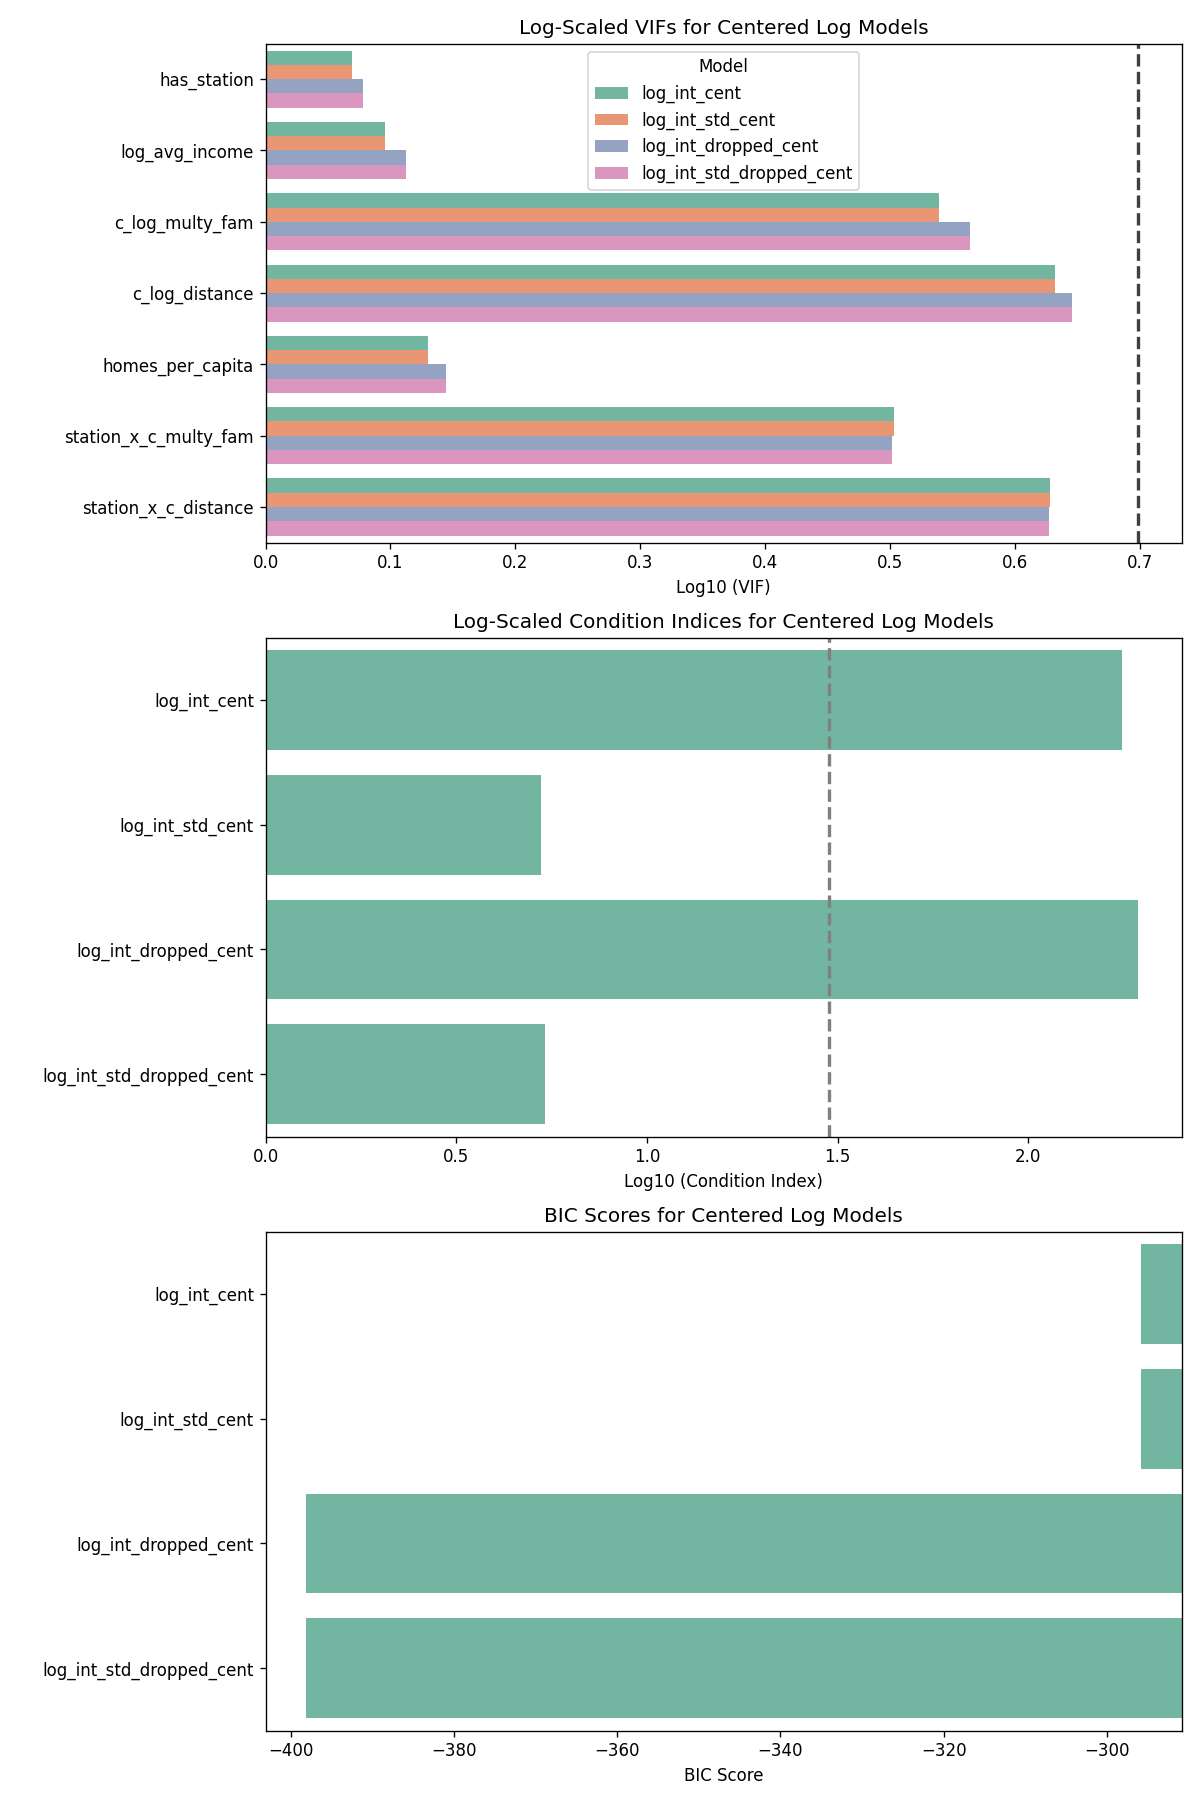 Log-Scaled VIFs for Centered Log Models
Model
log_int_cent
log_int_std_cent
log_int_dropped_cent
log_int_std_dropped_cent
has_station
log_avg_income
c_log_multy_fam
c_log_distance
homes_per_capita
station_x_c_multy_fam
station_x_c_distance
0.0 0.1 0.2 0.3 0.4 0.5 0.6 0.7
Log10 (VIF)
Log-Scaled Condition Indices for Centered Log Models
log_int_cent
log_int_std_cent
log_int_dropped_cent
log_int_std_dropped_cent
0.0 0.5 1.0 1.5 2.0
Log10 (Condition Index)
BIC Scores for Centered Log Models
log_int_cent
log_int_std_cent
log_int_dropped_cent
log_int_std_dropped_cent
−400 −380 −360 −340 −320 −300
BIC Score